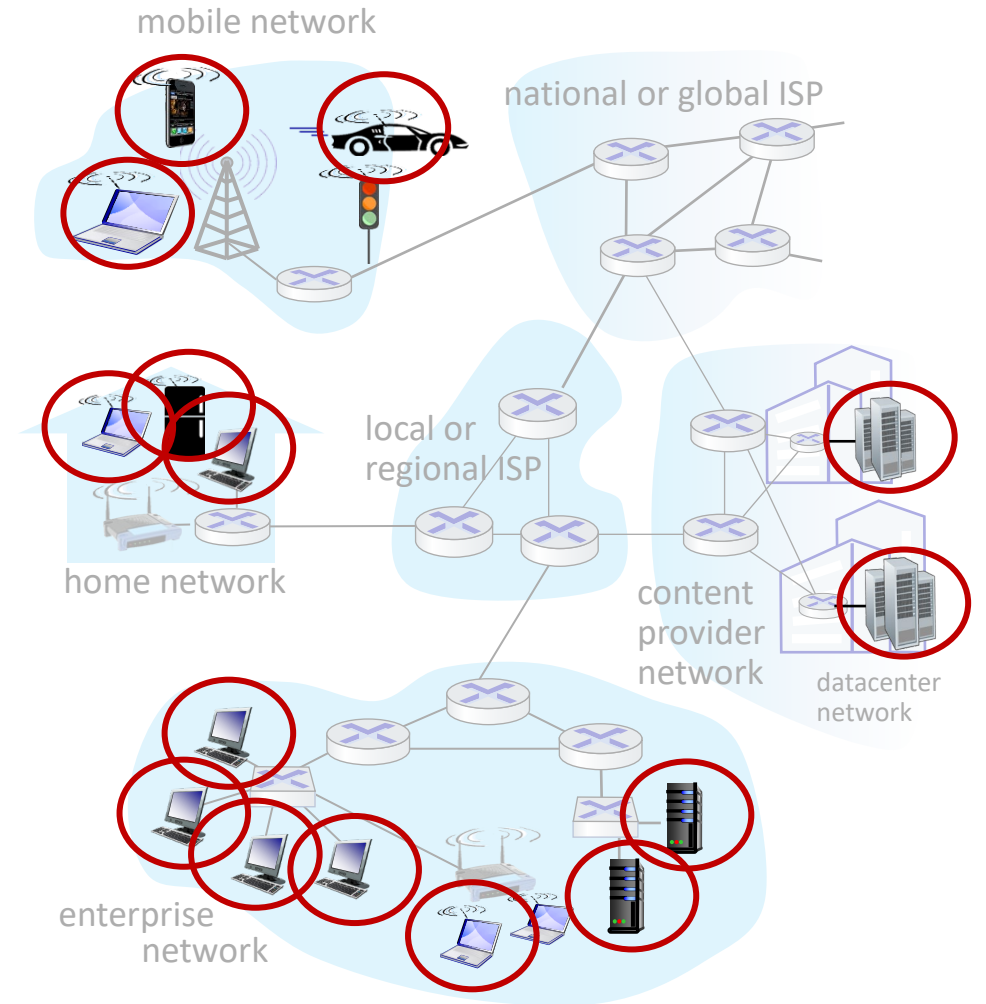 mobile network
national or global ISP
local or
regional ISP
home network
content
provider
network
datacenter
network
enterprise
network